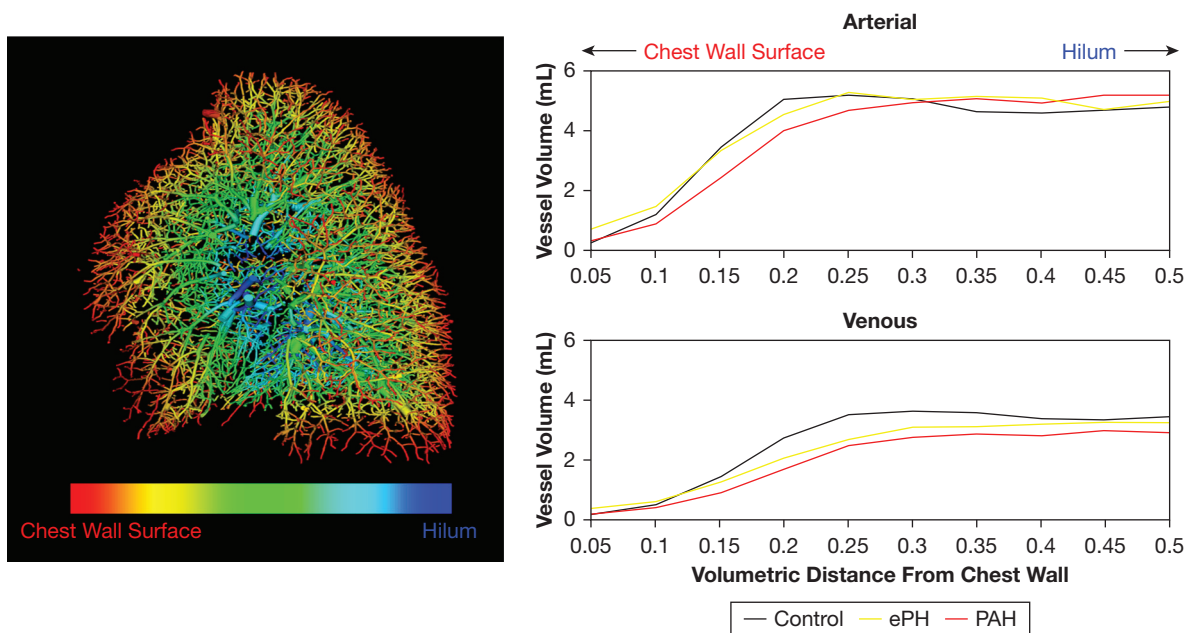 Chest Wall Surface Hilum
Arterial
Chest Wall Surface Hilum
Vessel Volume (mL)
6
4
2
0
0.05 0.1 0.15 0.2 0.25 0.3 0.35 0.4 0.45 0.5
Venous
Vessel Volume (mL)
6
4
2
0
0.05 0.1 0.15 0.2 0.25 0.3 0.35 0.4 0.45 0.5
Volumetric Distance From Chest Wall
Control ePH PAH